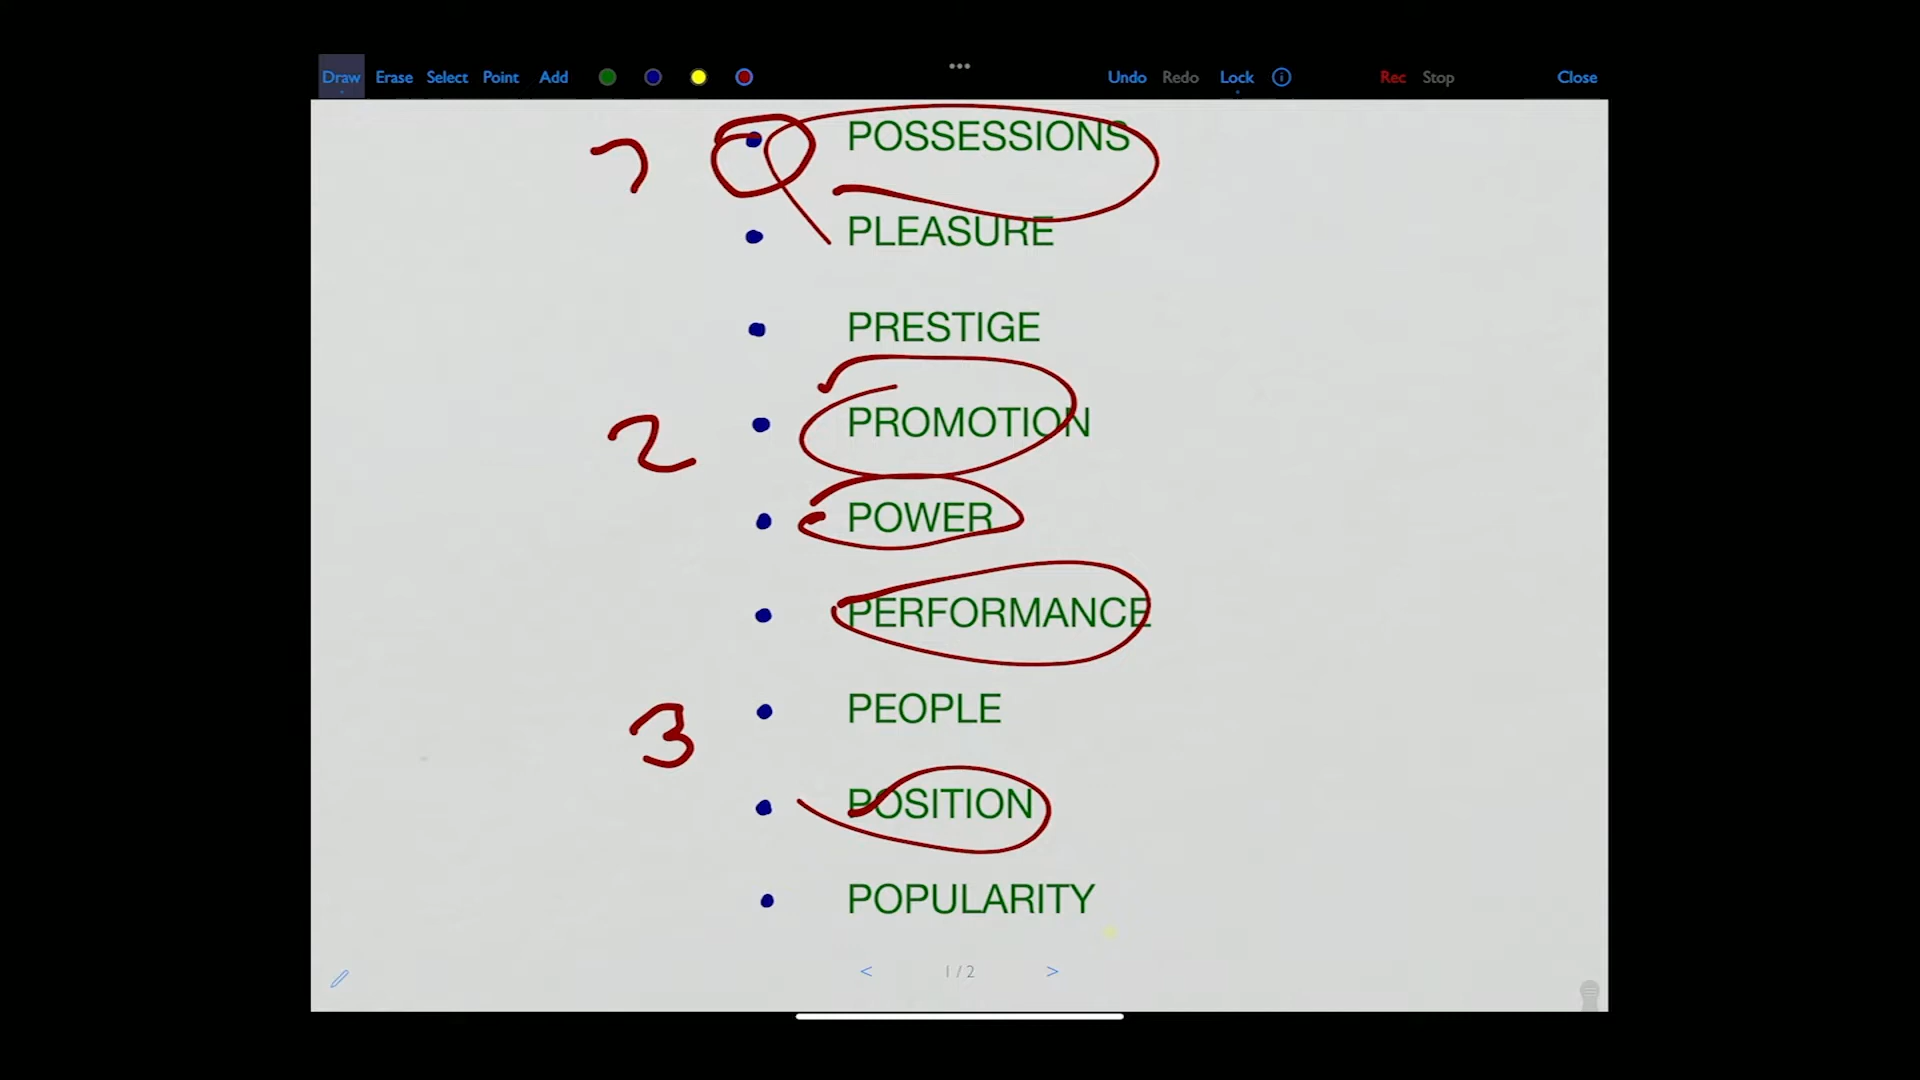 Draw Erase Select Point Add Undo Redo Lock Rec Stop Close
POSSESSIONS
PLEASURE
PRESTIGE
2 PROMOTION
POWER
PERFORMANCE
3 PEOPLE
POSITION
POPULARITY
< 1 / 2 >